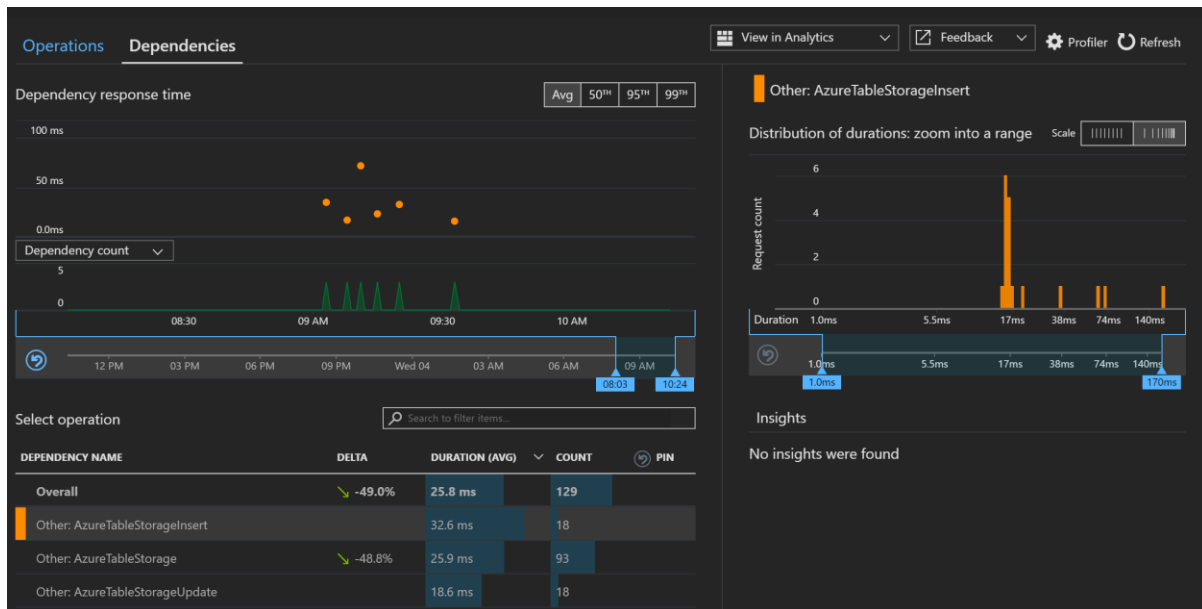 Operations Dependencies
View in Analytics Feedback Profiler Refresh
Dependency response time
Avg 50TH 95TH 99TH
100 ms
50 ms
0.0ms
Dependency count
5
0
08:30 09 AM 09:30 10 AM
12 PM 03 PM 06 PM 09 PM Wed 04 03 AM 06 AM 09 AM
08:03 10:24
Select operation
Search to filter items...
DEPENDENCY NAME DELTA DURATION (AVG) COUNT PIN
Overall -49.0% 25.8 ms 129
Other: AzureTableStorageInsert 32.6 ms 18
Other: AzureTableStorage -48.8% 25.9 ms 93
Other: AzureTableStorageUpdate 18.6 ms 18
Other: AzureTableStorageInsert
Distribution of durations: zoom into a range Scale
Request count
6
4
2
0
Duration 1.0ms 5.5ms 17ms 38ms 74ms 140ms
1.0ms 5.5ms 17ms 38ms 74ms 140ms
1.0ms 170ms
Insights
No insights were found